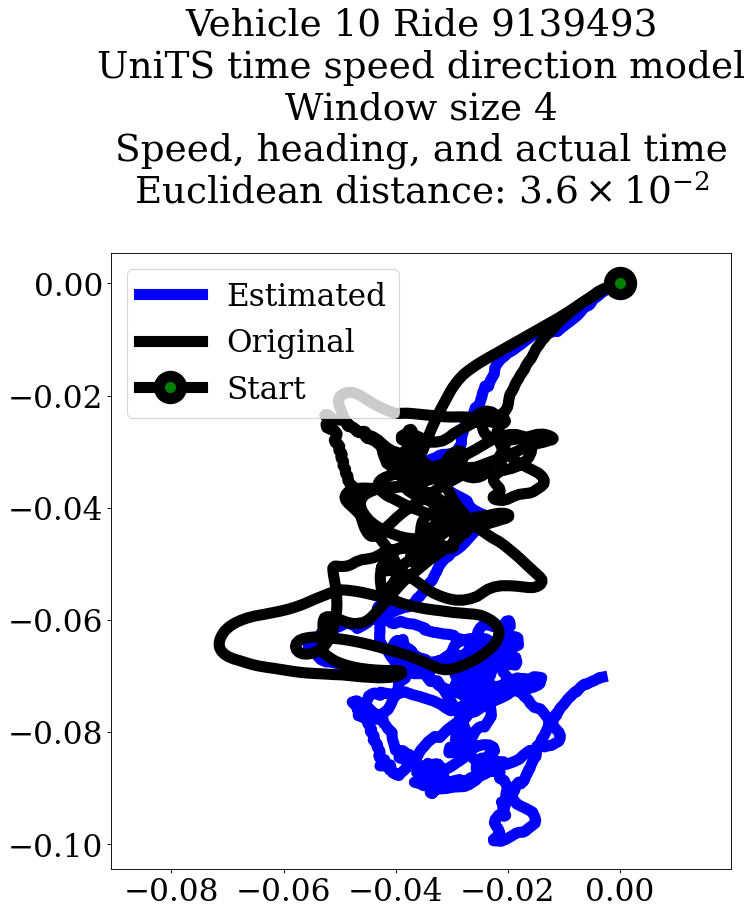 Vehicle 10 Ride 9139493
UniTS time speed direction model
Window size 4
Speed, heading, and actual time
Euclidean distance: 3.6 × 10⁻²
Estimated
Original
Start
0.00
−0.02
−0.04
−0.06
−0.08
−0.10
−0.08 −0.06 −0.04 −0.02 0.00